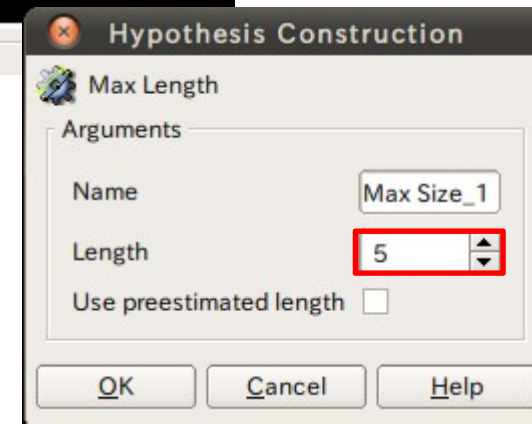 Hypothesis Construction
Max Length
Arguments
Name Max Size_1
Length 5
Use preestimated length
OK Cancel Help